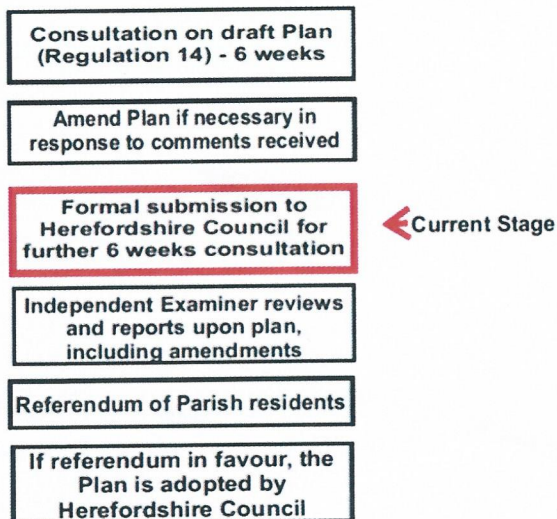 Consultation on draft Plan
(Regulation 14) - 6 weeks
Amend Plan if necessary in
response to comments received
Formal submission to
Herefordshire Council for
further 6 weeks consultation
Current Stage
Independent Examiner reviews
and reports upon plan,
including amendments
Referendum of Parish residents
If referendum in favour, the
Plan is adopted by
Herefordshire Council